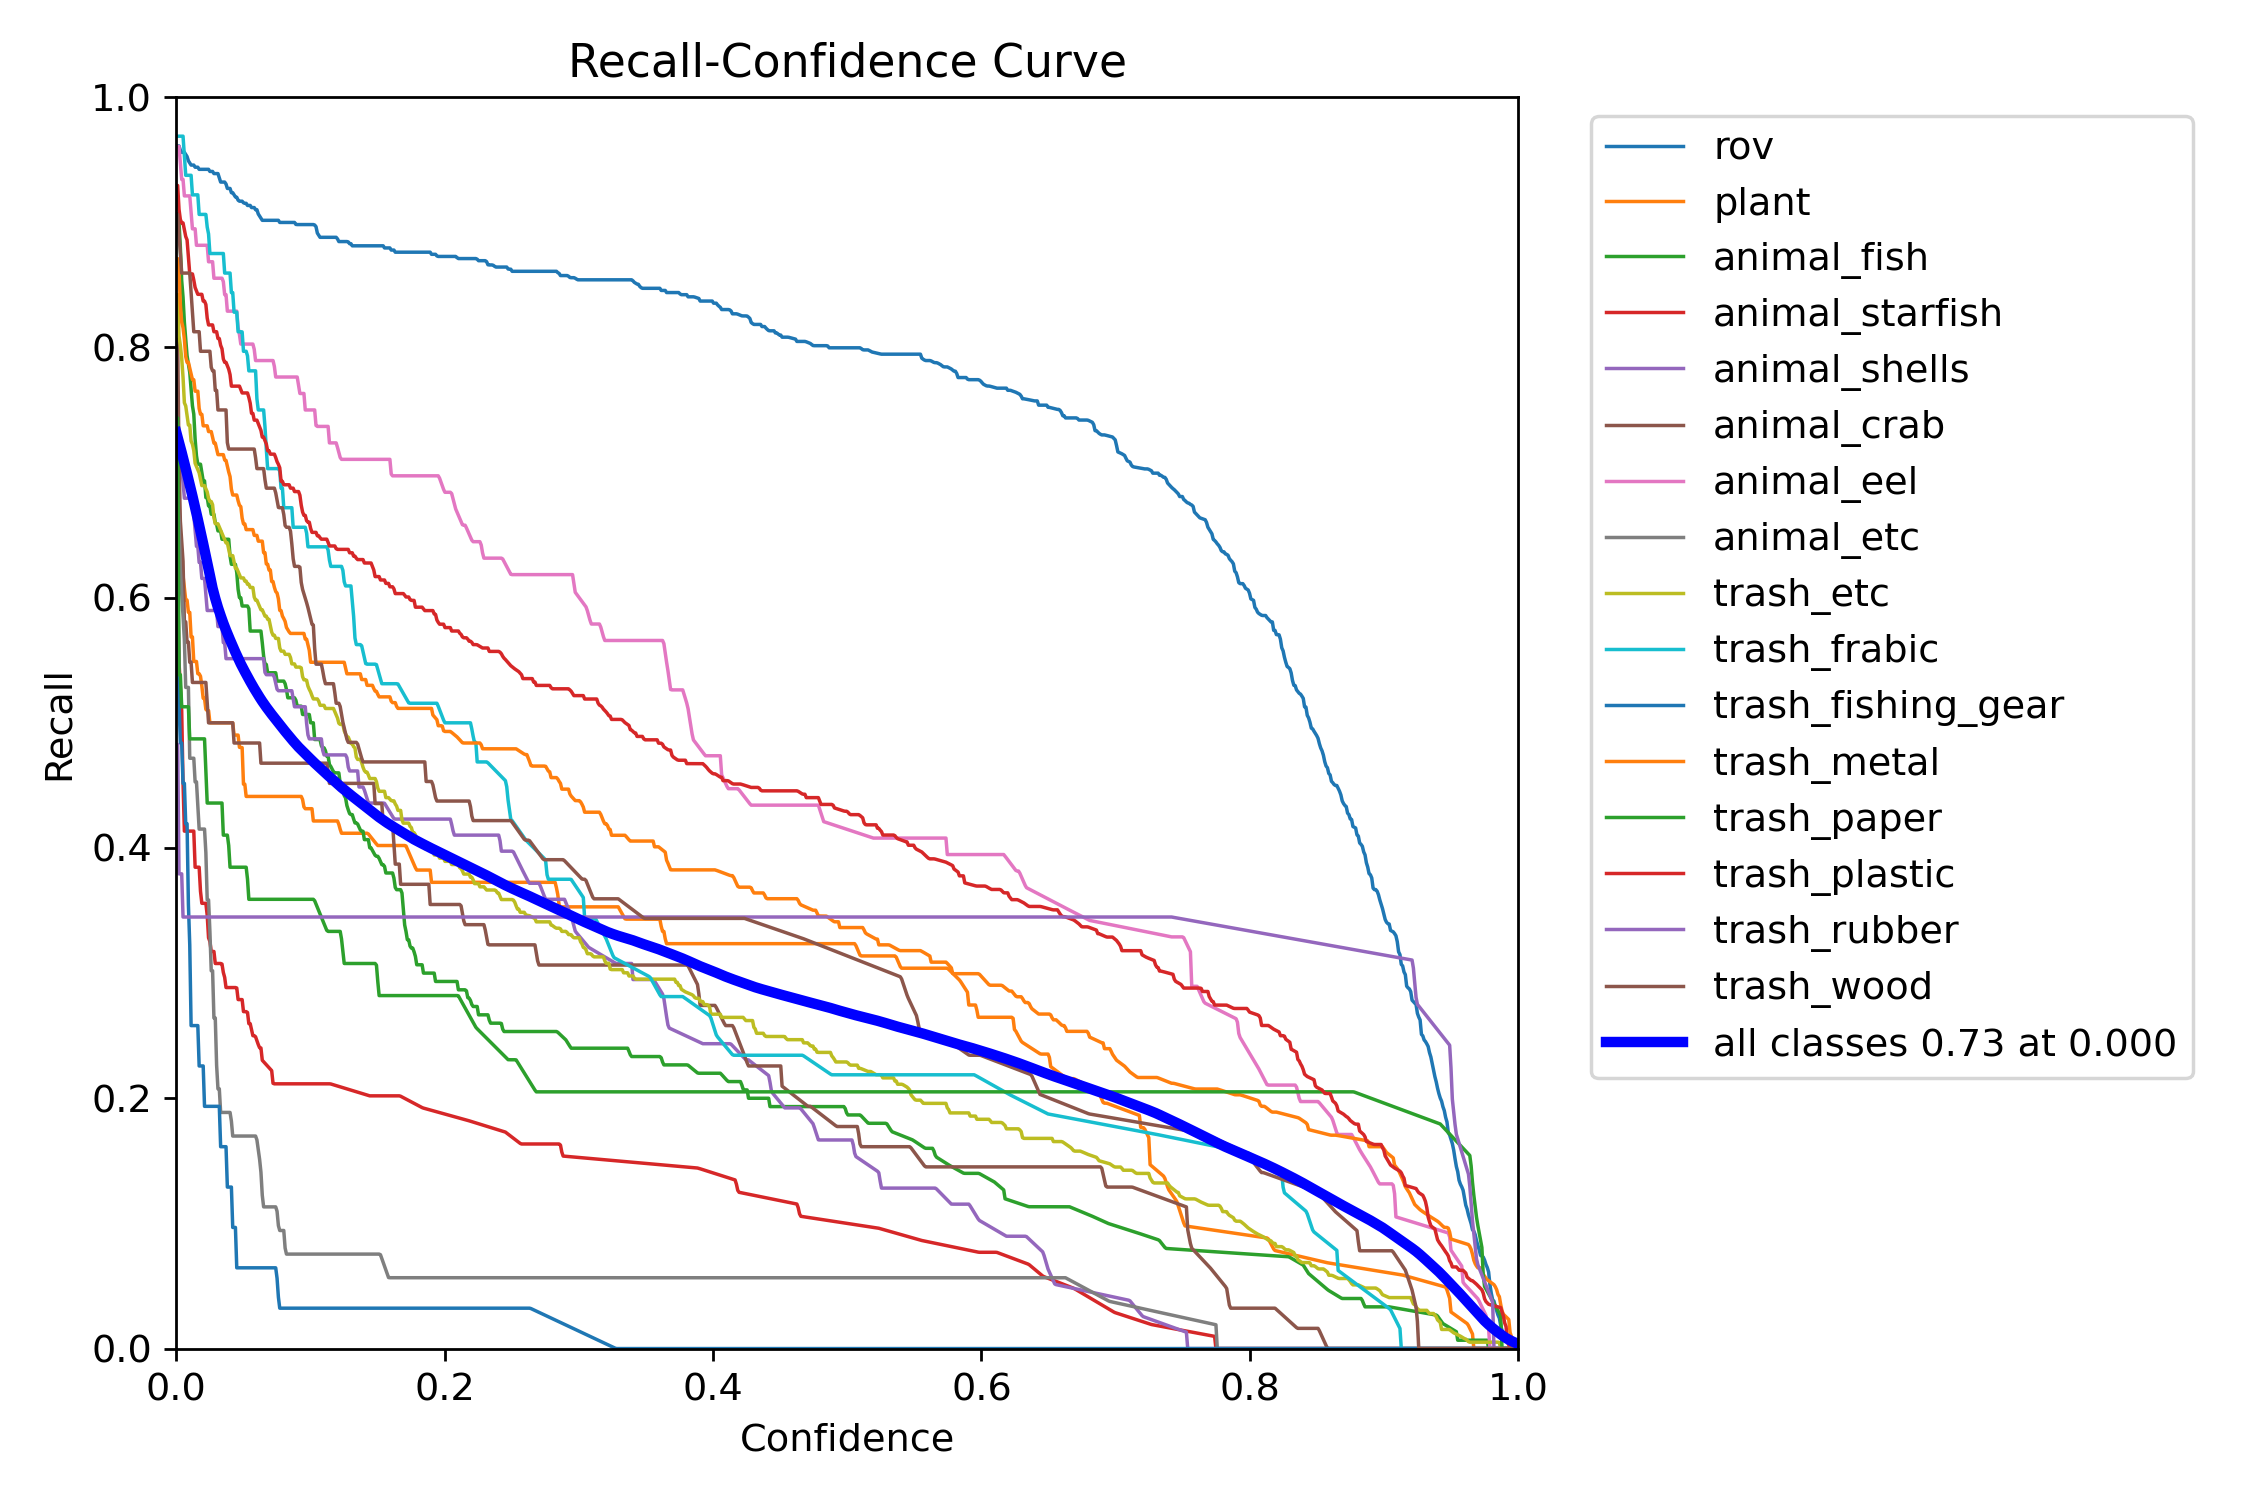 Recall-Confidence Curve
1.0
0.8
0.6
0.4
0.2
0.0
Recall
0.0 0.2 0.4 0.6 0.8 1.0
Confidence
rov
plant
animal_fish
animal_starfish
animal_shells
animal_crab
animal_eel
animal_etc
trash_etc
trash_frabic
trash_fishing_gear
trash_metal
trash_paper
trash_plastic
trash_rubber
trash_wood
all classes 0.73 at 0.000